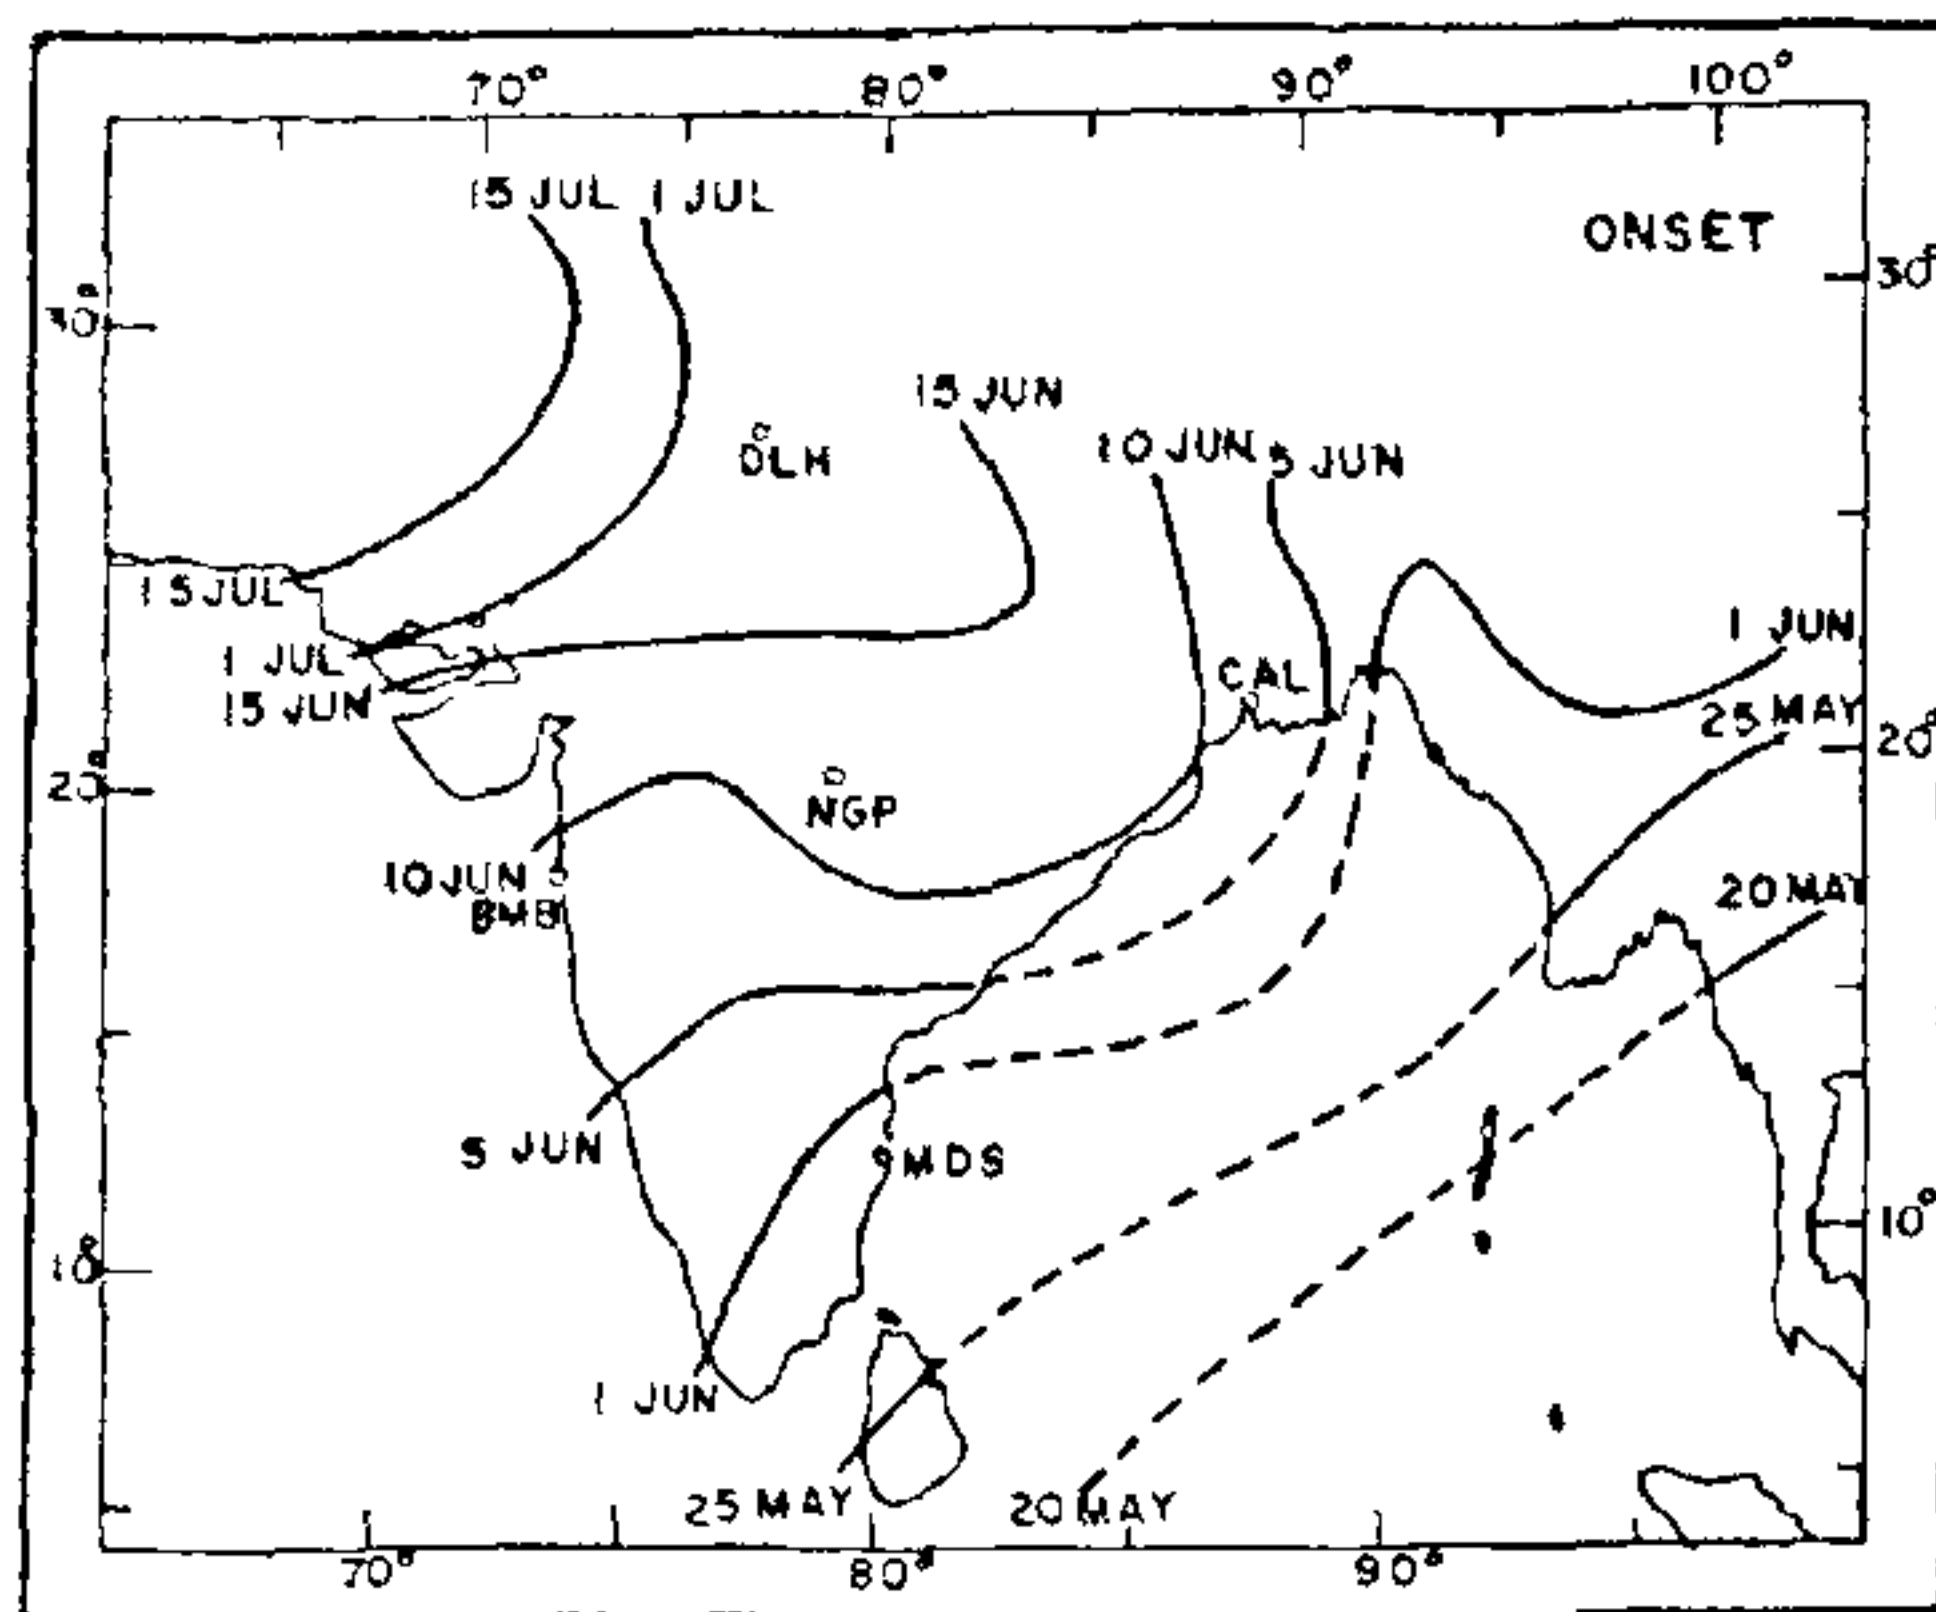 70° 80° 90° 100°
15 JUL 1 JUL
ONSET
30° 30°
15 JUN
10 JUN 5 JUN
DLH
15 JUL
1 JUN
1 JUL
CAL
15 JUN
25 MAY
20° 20°
NGP
10 JUN
20 MAY
BMB
5 JUN
MDS
10° 10°
1 JUN
25 MAY 20 MAY
70° 80° 90°